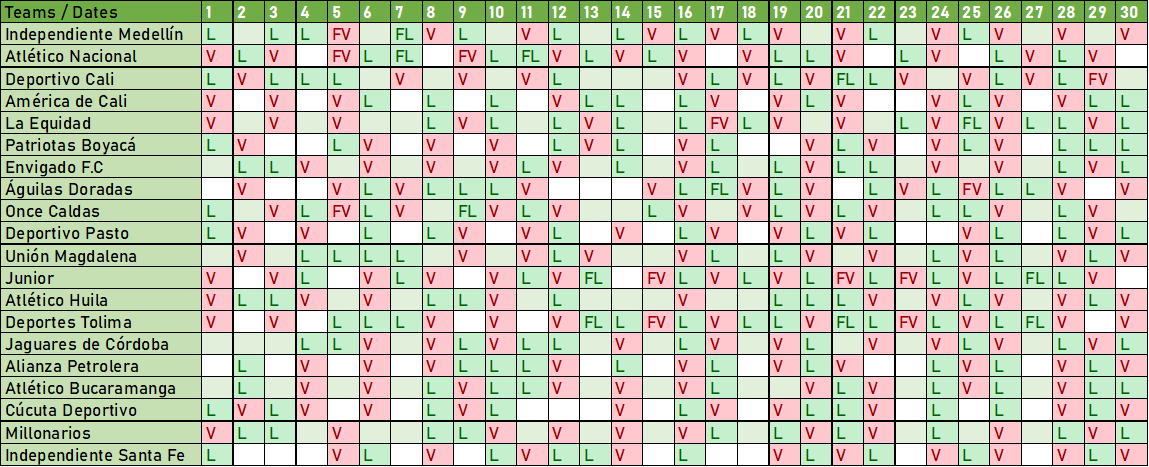 Teams / Dates 1 2 3 4 5 6 7 8 9 10 11 12 13 14 15 16 17 18 19 20 21 22 23 24 25 26 27 28 29 30
Independiente Medellín L L L FV FL V L V L L V L V L V L V L V L V V V
Atlético Nacional V L V FV L FL FV L FL V L V L V V L L V L V L V L V
Deportivo Cali L V L L L V V V L V L V L V FL L V V L V L FV
América de Cali V V V L L L V L L L V V L V V L V V L L
La Equidad V V V L V L L V L L FV L V V L V FL V L L V L
Patriotas Boyacá L V L V V V L V L V L V L V L V L L L
Envigado F.C L L V V V V L V L V L L V L L V V L V L
Águilas Doradas V V L V L L L V V L FL V L V L V L FV L L V V
Once Caldas L V L FV L V FL V L V L V V L V L V L L V L V
Deportivo Pasto L V V L L V V L V V L V L V L V L L V L
Unión Magdalena V L L L L V V L V V L L V V L V L L V L
Junior V V L V L V V L V FL FV L V L V L FV L FV L V L FL L V
Atlético Huila V L L V V L L V L V L L L V V L V V L V
Deportes Tolima V V L L L V V V FL L FV L V L L V FL L FV L V L FL V V
Jaguares de Córdoba L L V V L V L L V L V V L V V L L V L
Alianza Petrolera L V V V L L L V L V L V L V L V L V L V
Atlético Bucaramanga L V V L V L L V V V L V L V L V L V L L
Cúcuta Deportivo L V L V V L V L V L V V L L V L L V L V
Millonarios V L L V L L V V V V L L V L V L V L V L
Independiente Santa Fe L V L V L V L L V L V L V L V L V L V